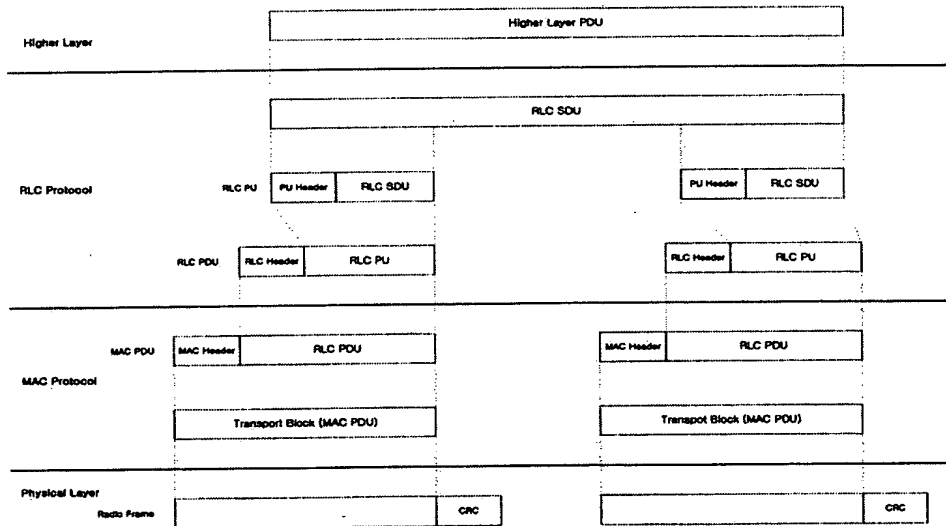 Higher Layer PDU
Higher Layer
RLC SDU
RLC Protocol
RLC PU
PU Header
RLC SDU
PU Header
RLC SDU
RLC PDU
RLC Header
RLC PU
RLC Header
RLC PU
MAC PDU
MAC Header
RLC PDU
MAC Header
RLC PDU
MAC Protocol
Transport Block (MAC PDU)
Transpot Block (MAC PDU)
Physical Layer
Radio Frame
CRC
CRC